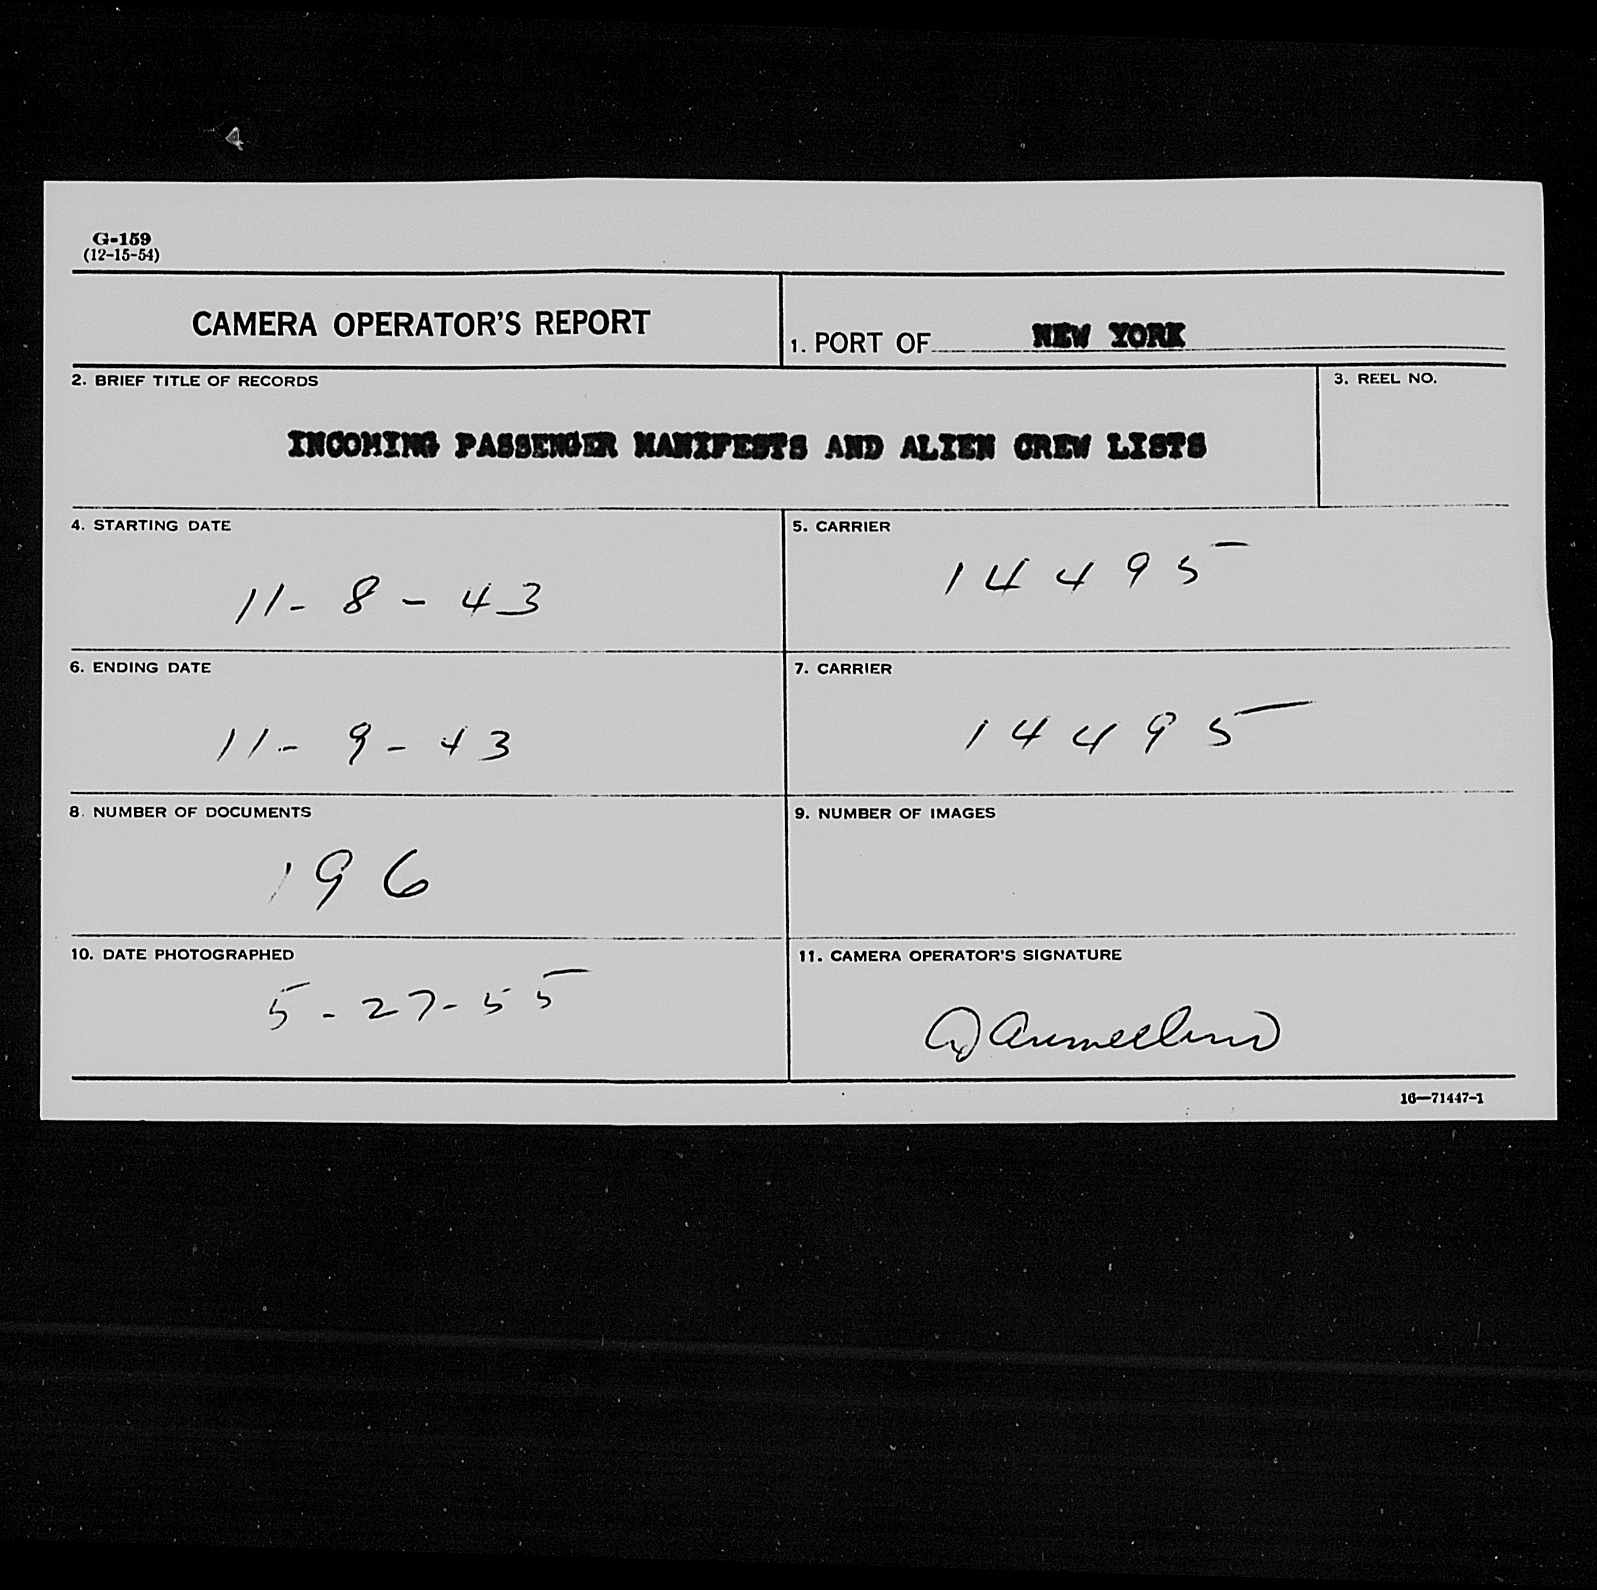 G-159
(12-15-54)
CAMERA OPERATOR'S REPORT
1. PORT OF NEW YORK
2. BRIEF TITLE OF RECORDS
3. REEL NO.
INCOMING PASSENGER MANIFESTS AND ALIEN CREW LISTS
4. STARTING DATE
5. CARRIER
11-8-43
14495
6. ENDING DATE
7. CARRIER
11-9-43
14495
8. NUMBER OF DOCUMENTS
9. NUMBER OF IMAGES
196
10. DATE PHOTOGRAPHED
11. CAMERA OPERATOR'S SIGNATURE
5-27-55
16—71447-1